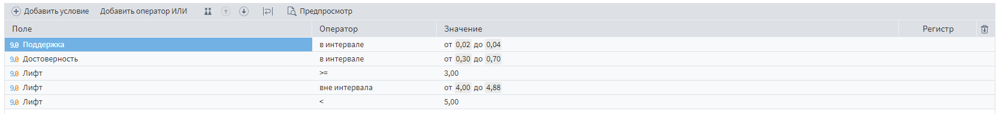 Добавить условие Добавить оператор ИЛИ Предпросмотр
Поле Оператор Значение Регистр
9.0 Поддержка в интервале от 0,02 до 0,04
9.0 Достоверность в интервале от 0,30 до 0,70
9.0 Лифт >= 3,00
9.0 Лифт вне интервала от 4,00 до 4,88
9.0 Лифт < 5,00